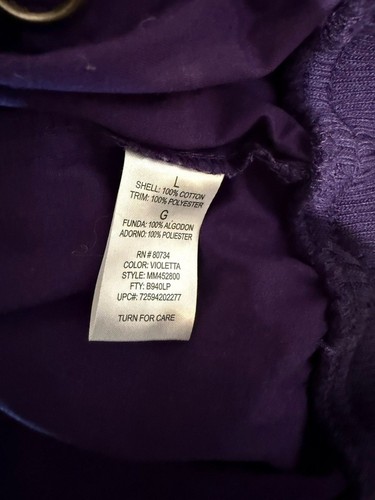 L
SHELL: 100% COTTON
TRIM: 100% POLYESTER
G
FUNDA: 100% ALGODON
ADORNO: 100% POLIESTER
RN # 80734
COLOR: VIOLETTA
STYLE: MM452800
FTY: B940LP
UPC#: 72594202277
TURN FOR CARE